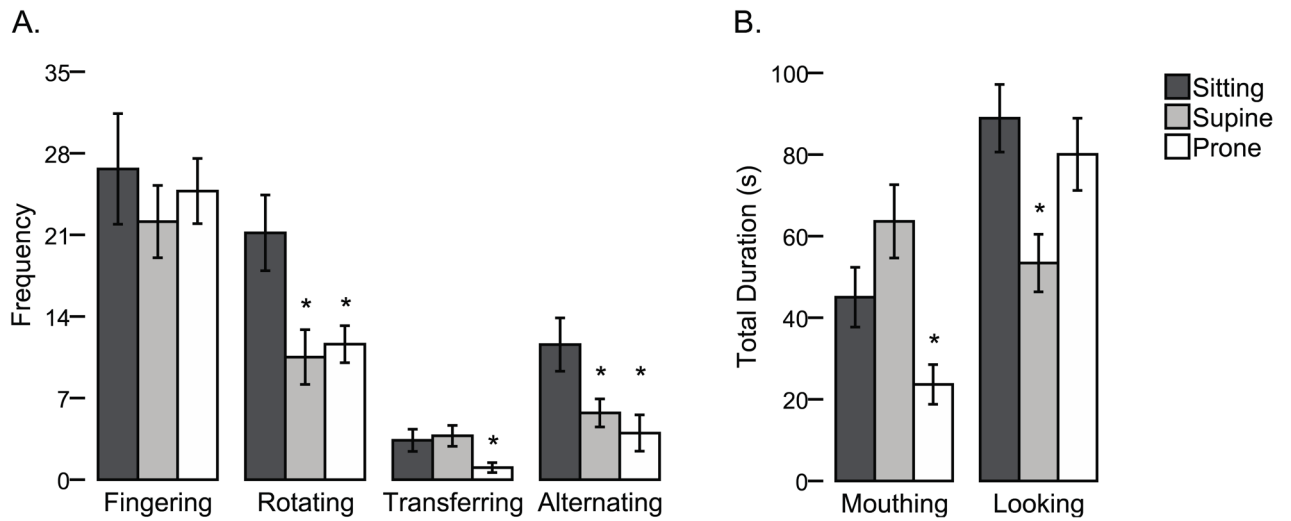 A.
35
28
21
14
7
0
Frequency
* *
*
* *
Fingering Rotating Transferring Alternating
B.
100
80
60
40
20
0
Total Duration (s)
*
*
Mouthing Looking
Sitting
Supine
Prone